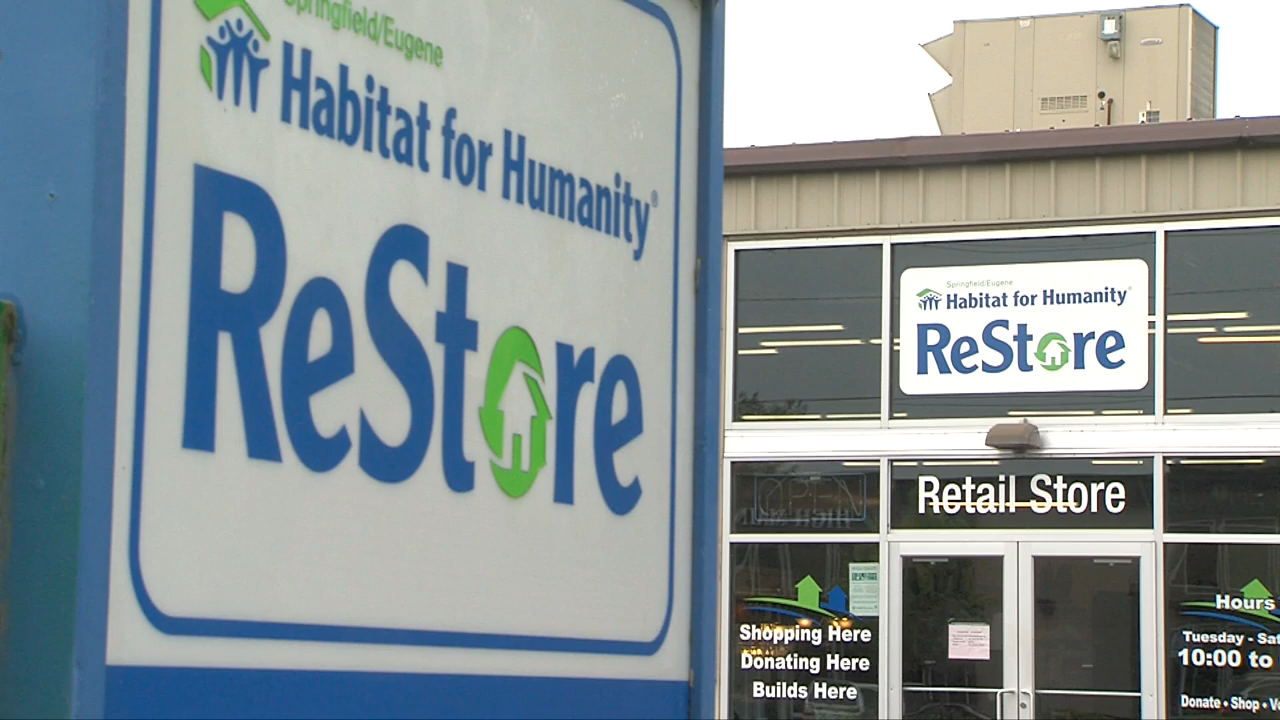 Springfield/Eugene
Habitat for Humanity®
ReStore
Springfield/Eugene
Habitat for Humanity®
ReStore
Retail Store
OPEN
Shopping Here
Donating Here
Builds Here
Hours
Tuesday - Sat
10:00 to
Donate • Shop • Vo